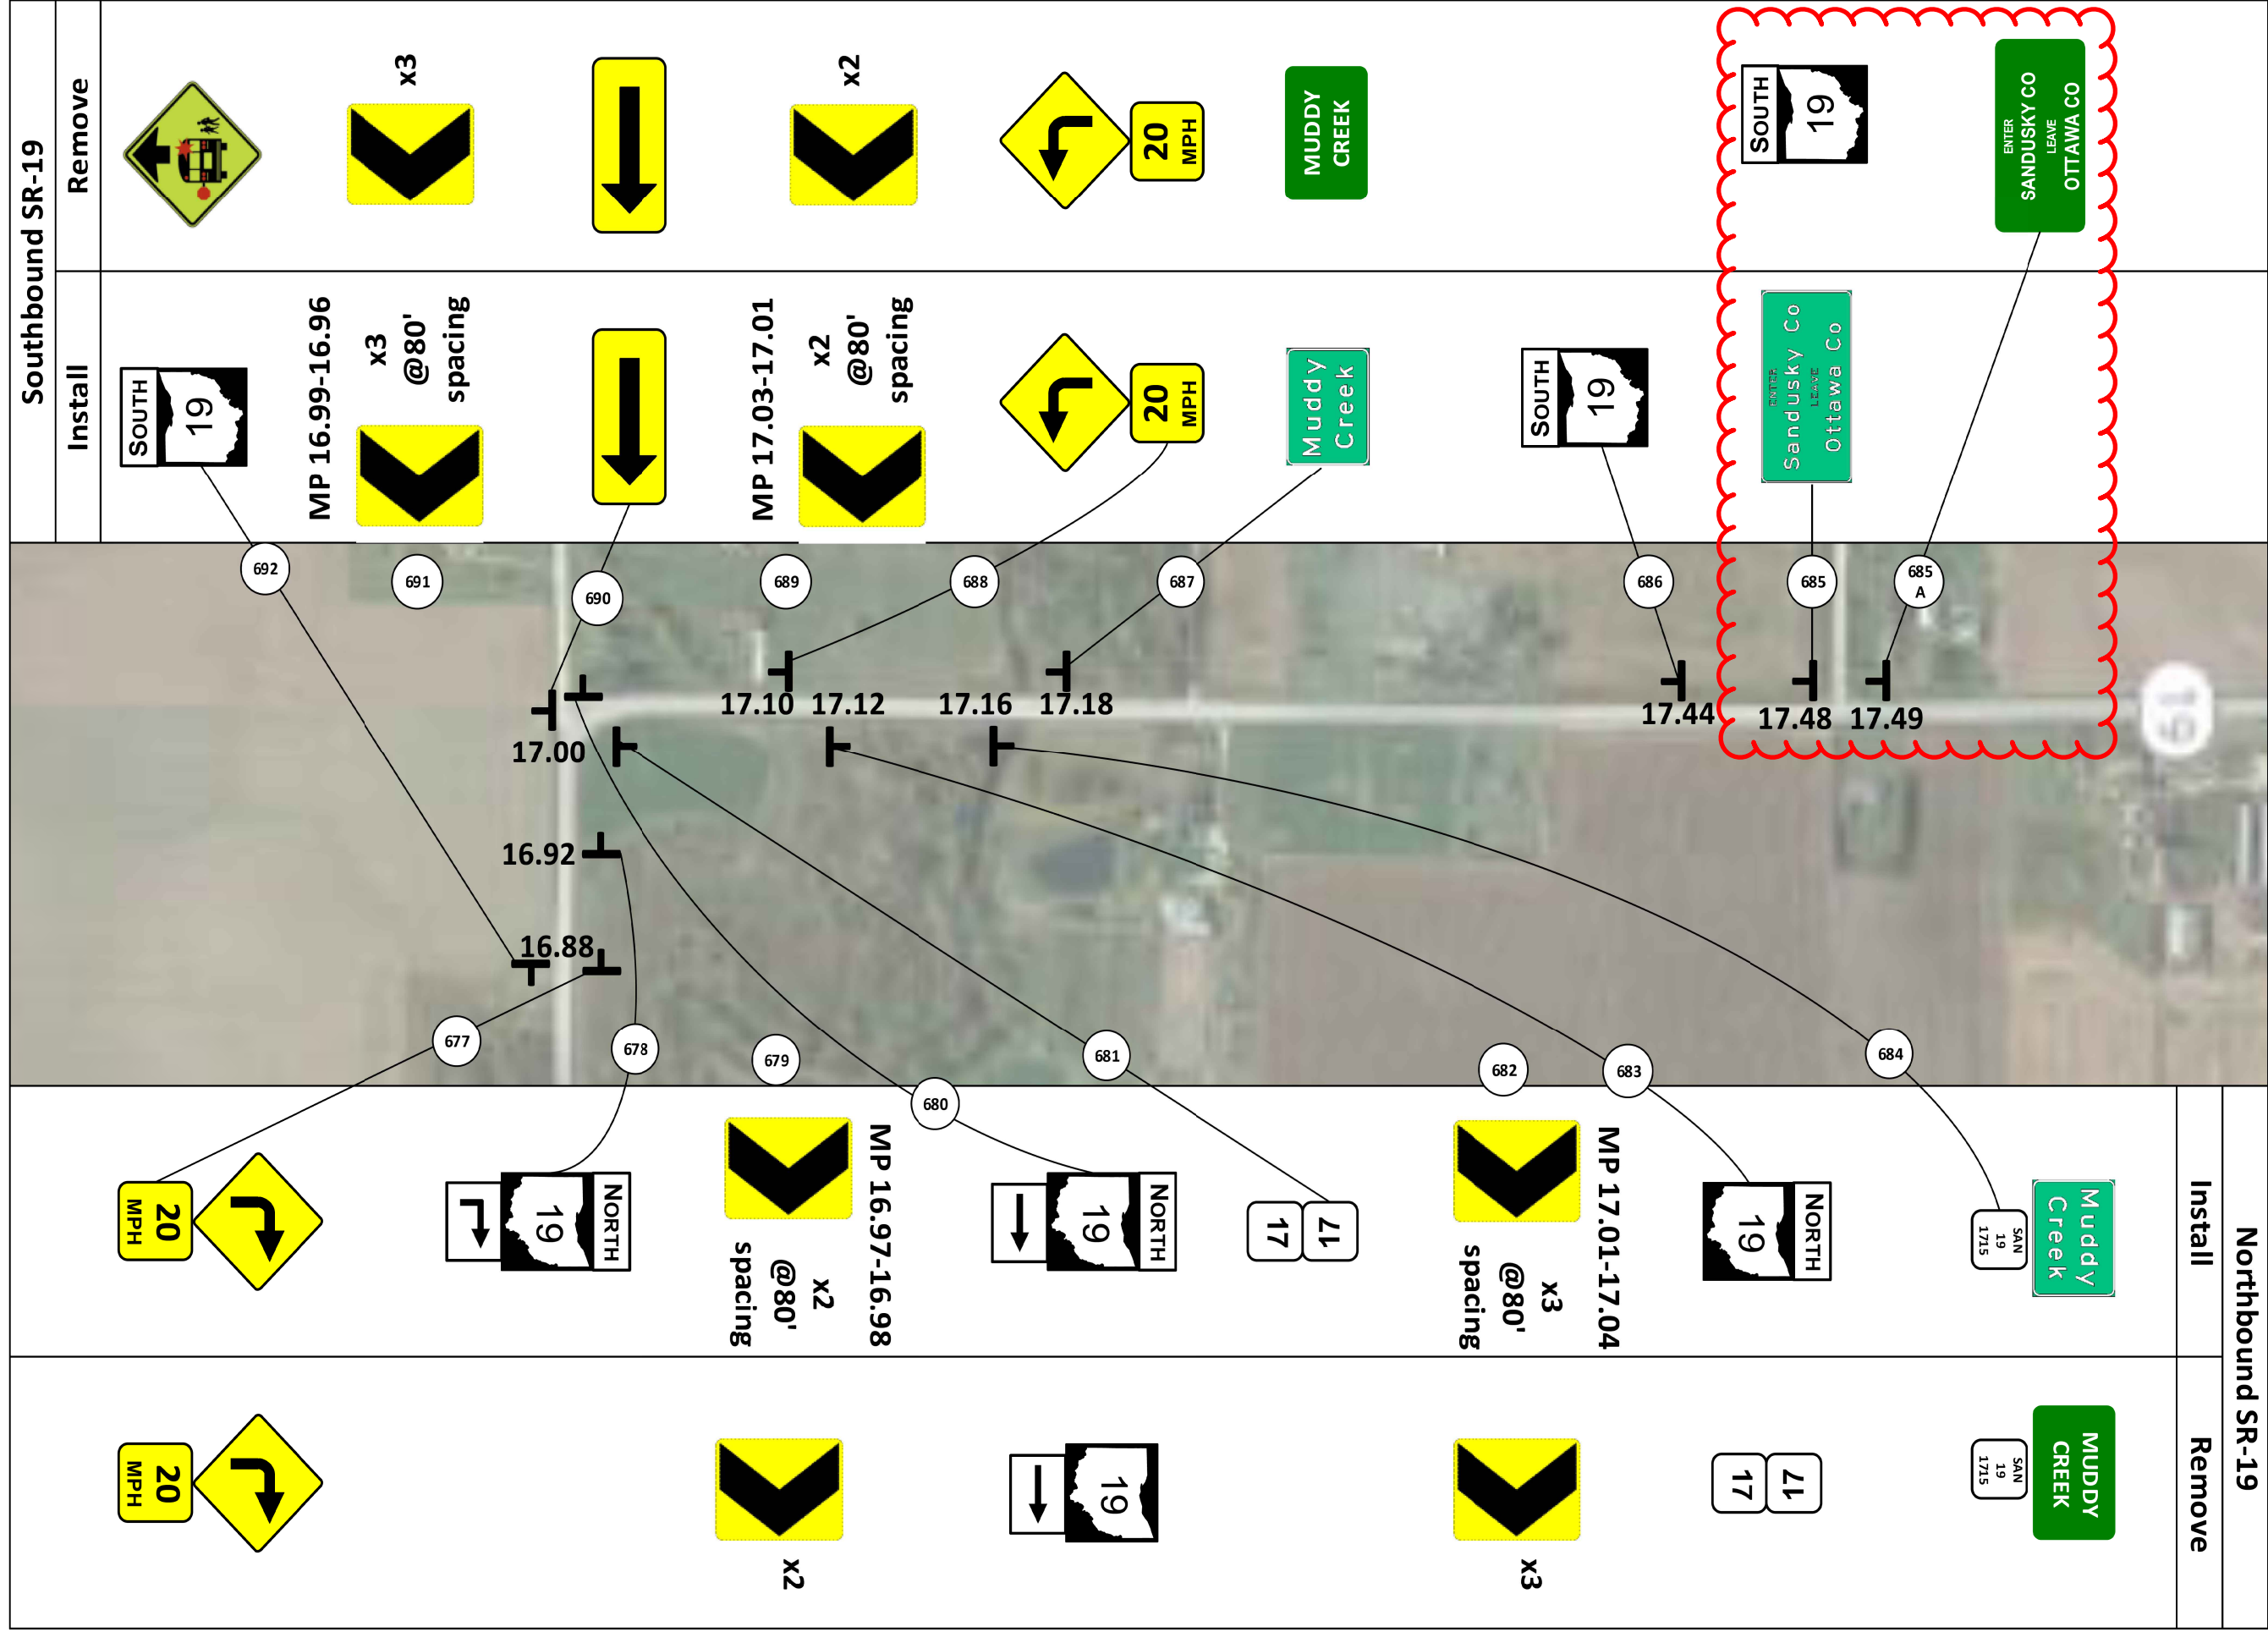 Southbound SR-19
Remove
x3
x2
20
MPH
MUDDY
CREEK
SOUTH
19
ENTER
SANDUSKY CO
LEAVE
OTTAWA CO
Install
SOUTH
19
MP 16.99-16.96
x3
@80'
spacing
MP 17.03-17.01
x2
@80'
spacing
20
MPH
Muddy
Creek
SOUTH
19
ENTER
Sandusky Co
LEAVE
Ottawa Co
692
691
690
689
688
687
686
685
685
A
17.10
17.12
17.16
17.18
17.44
17.48
17.49
17.00
19
16.92
16.88
677
678
679
680
681
682
683
684
Northbound SR-19
Install
20
MPH
19
NORTH
MP 16.97-16.98
x2
@80'
spacing
19
NORTH
17
17
MP 17.01-17.04
x3
@80'
spacing
19
NORTH
SAN
19
1715
Muddy
Creek
Remove
20
MPH
x2
19
x3
17
17
SAN
19
1715
MUDDY
CREEK